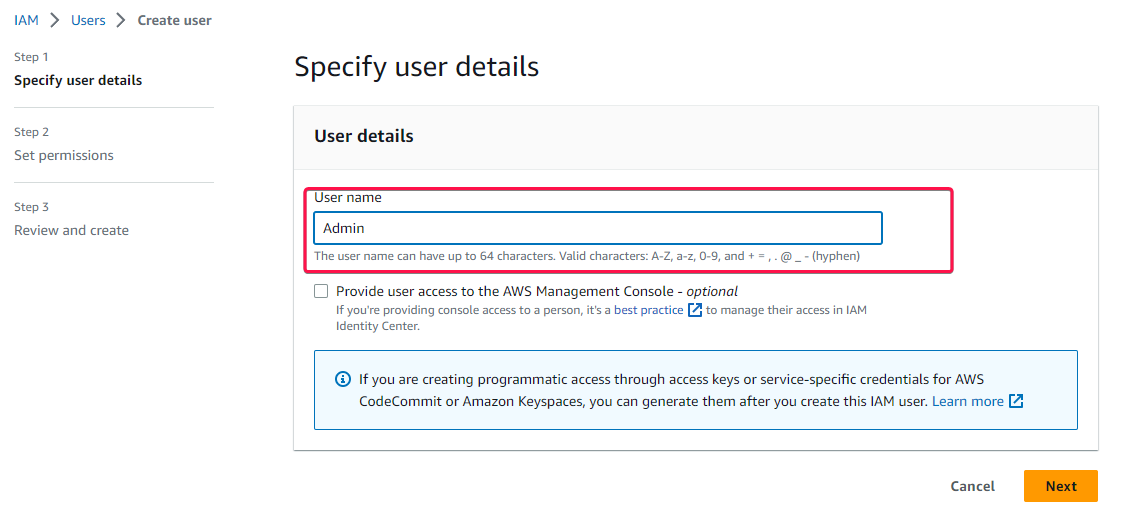 IAM > Users > Create user
Step 1
Specify user details
Step 2
Set permissions
Step 3
Review and create
Specify user details
User details
User name
Admin
The user name can have up to 64 characters. Valid characters: A-Z, a-z, 0-9, and + = , . @ _ - (hyphen)
Provide user access to the AWS Management Console - optional
If you're providing console access to a person, it's a best practice to manage their access in IAM
Identity Center.
If you are creating programmatic access through access keys or service-specific credentials for AWS
CodeCommit or Amazon Keyspaces, you can generate them after you create this IAM user. Learn more
Cancel
Next